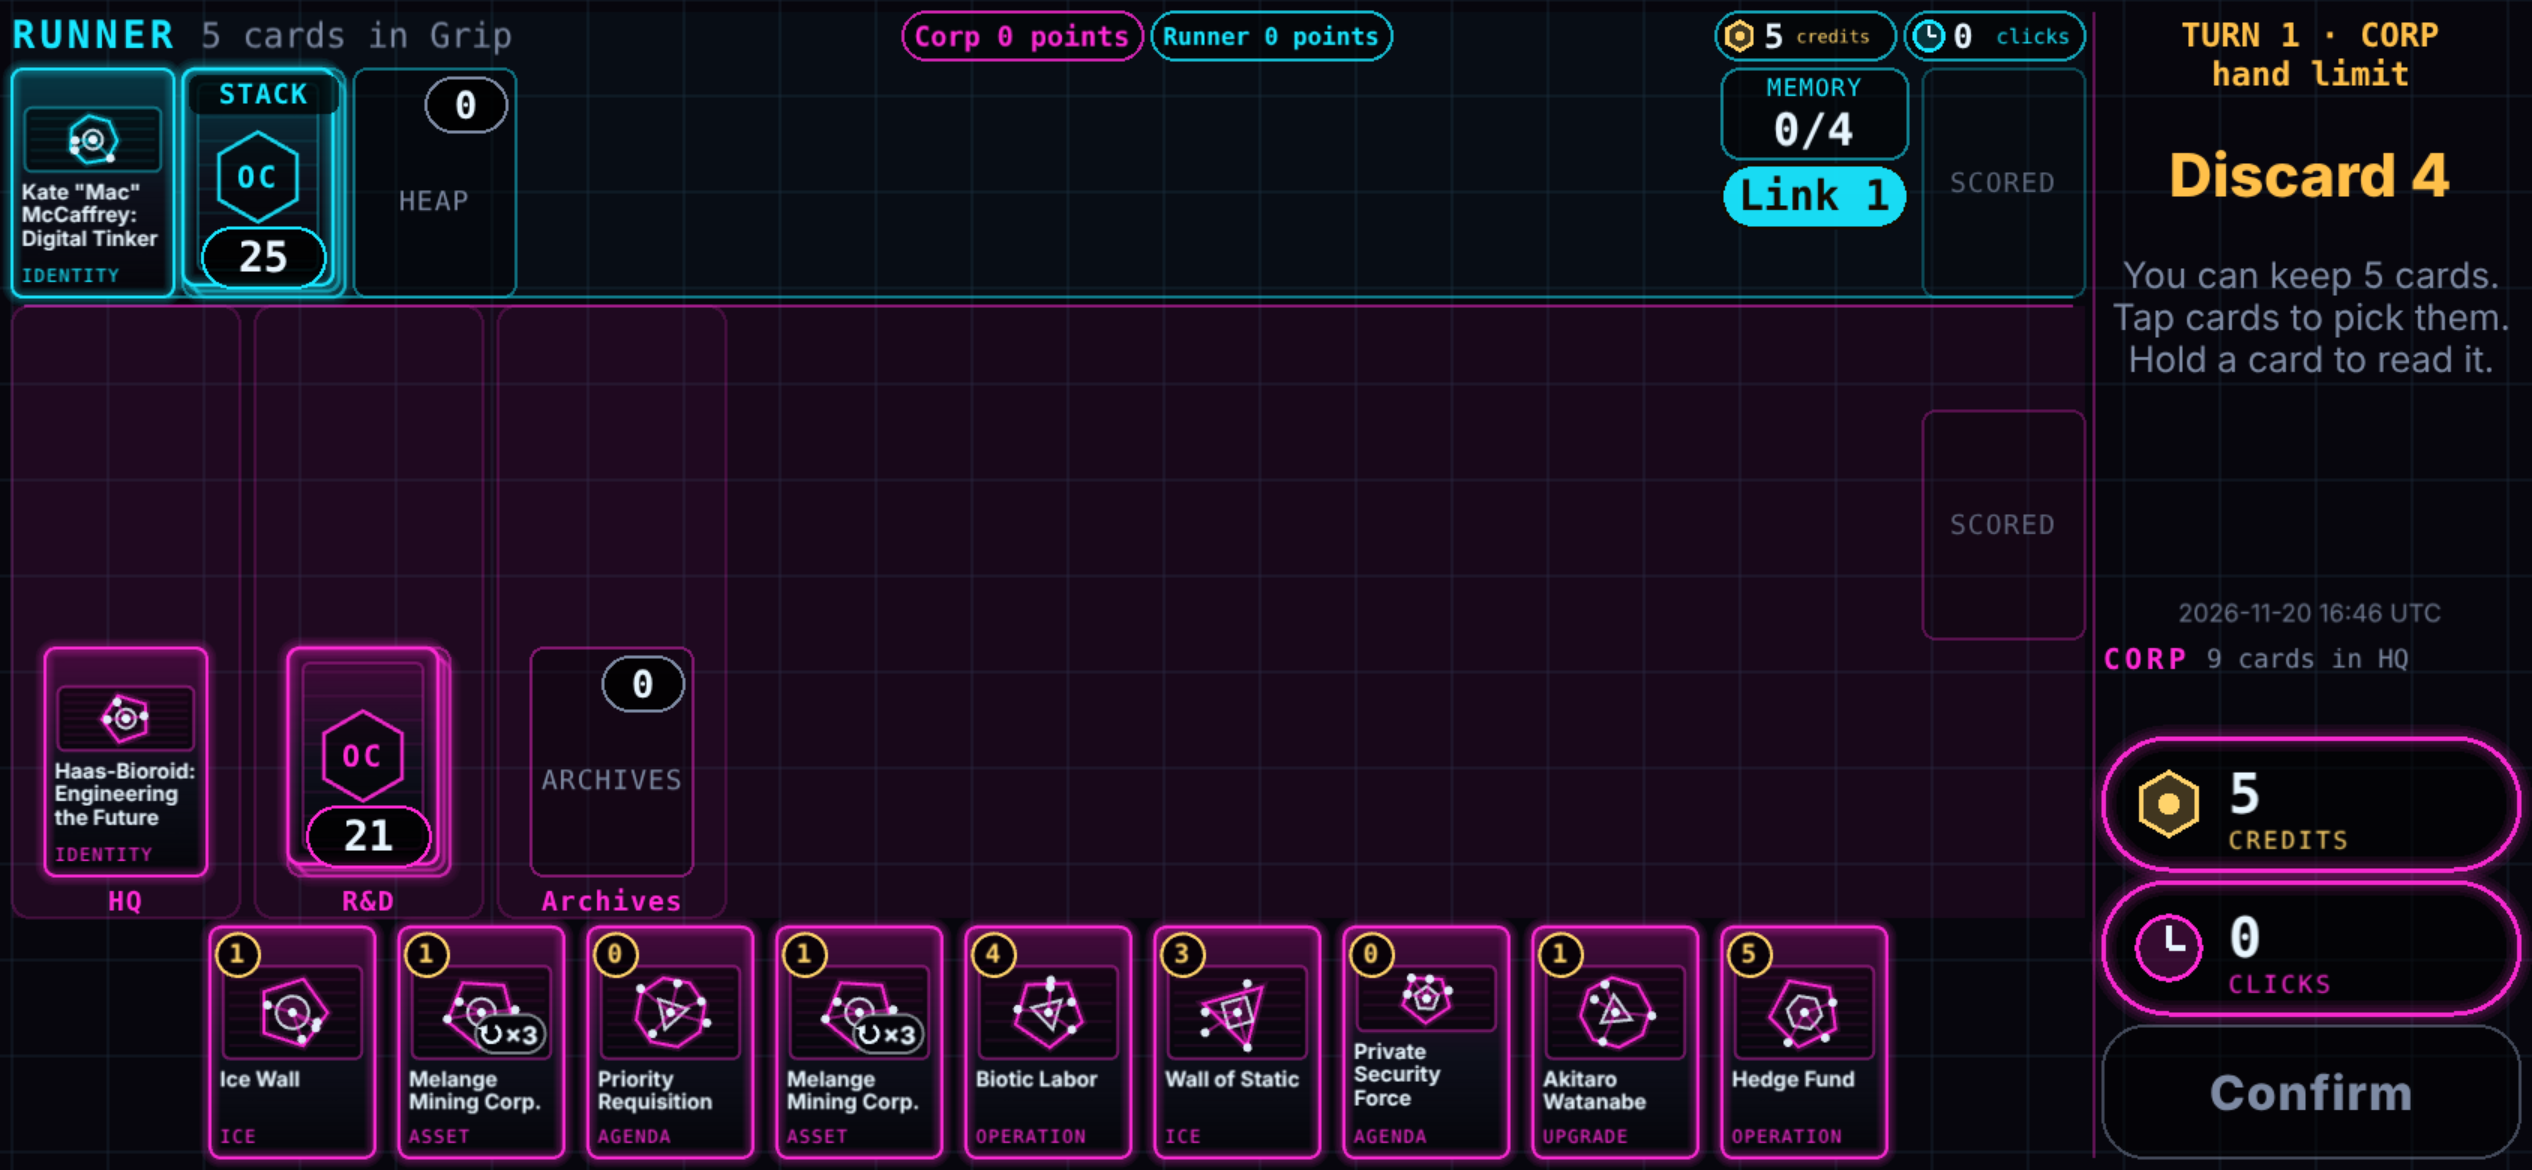 RUNNER 5 cards in Grip
Corp 0 points
Runner 0 points
5 credits
0 clicks
TURN 1 · CORP
hand limit
Discard 4
You can keep 5 cards.
Tap cards to pick them.
Hold a card to read it.
Kate "Mac"
McCaffrey:
Digital Tinker
IDENTITY
STACK
OC
25
0
HEAP
MEMORY
0/4
Link 1
SCORED
SCORED
2026-11-20 16:46 UTC
CORP 9 cards in HQ
Haas-Bioroid:
Engineering
the Future
IDENTITY
HQ
OC
21
R&D
0
ARCHIVES
Archives
5
CREDITS
0
CLICKS
Confirm
1
Ice Wall
ICE
1
×3
Melange
Mining Corp.
ASSET
0
Priority
Requisition
AGENDA
1
×3
Melange
Mining Corp.
ASSET
4
Biotic Labor
OPERATION
3
Wall of Static
ICE
0
Private
Security
Force
AGENDA
1
Akitaro
Watanabe
UPGRADE
5
Hedge Fund
OPERATION